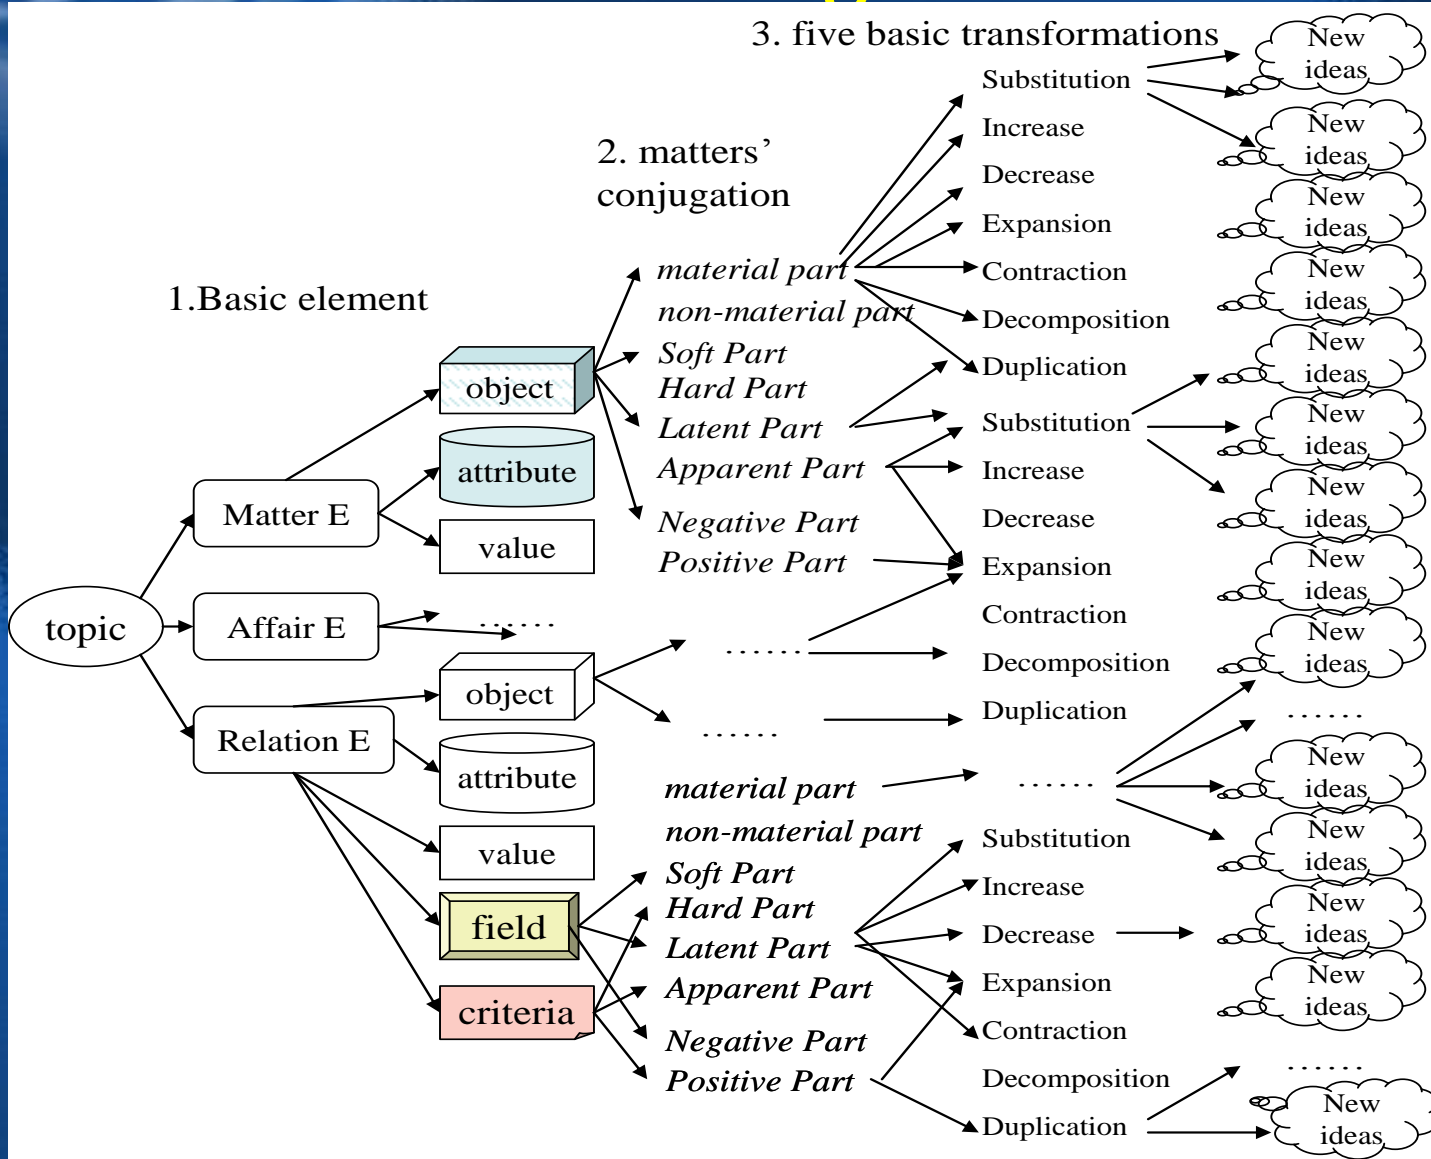 3. five basic transformations
2. matters'
conjugation
1.Basic element
topic
Matter E
Affair E
Relation E
object
attribute
value
......
object
attribute
value
field
criteria
material part
non-material part
Soft Part
Hard Part
Latent Part
Apparent Part
Negative Part
Positive Part
......
......
material part
non-material part
Soft Part
Hard Part
Latent Part
Apparent Part
Negative Part
Positive Part
Substitution
Increase
Decrease
Expansion
Contraction
Decomposition
Duplication
Substitution
Increase
Decrease
Expansion
Contraction
Decomposition
Duplication
......
Substitution
Increase
Decrease
Expansion
Contraction
Decomposition
Duplication
New
ideas
New
ideas
New
ideas
New
ideas
New
ideas
New
ideas
New
ideas
New
ideas
New
ideas
......
New
ideas
New
ideas
New
ideas
New
ideas
......
New
ideas